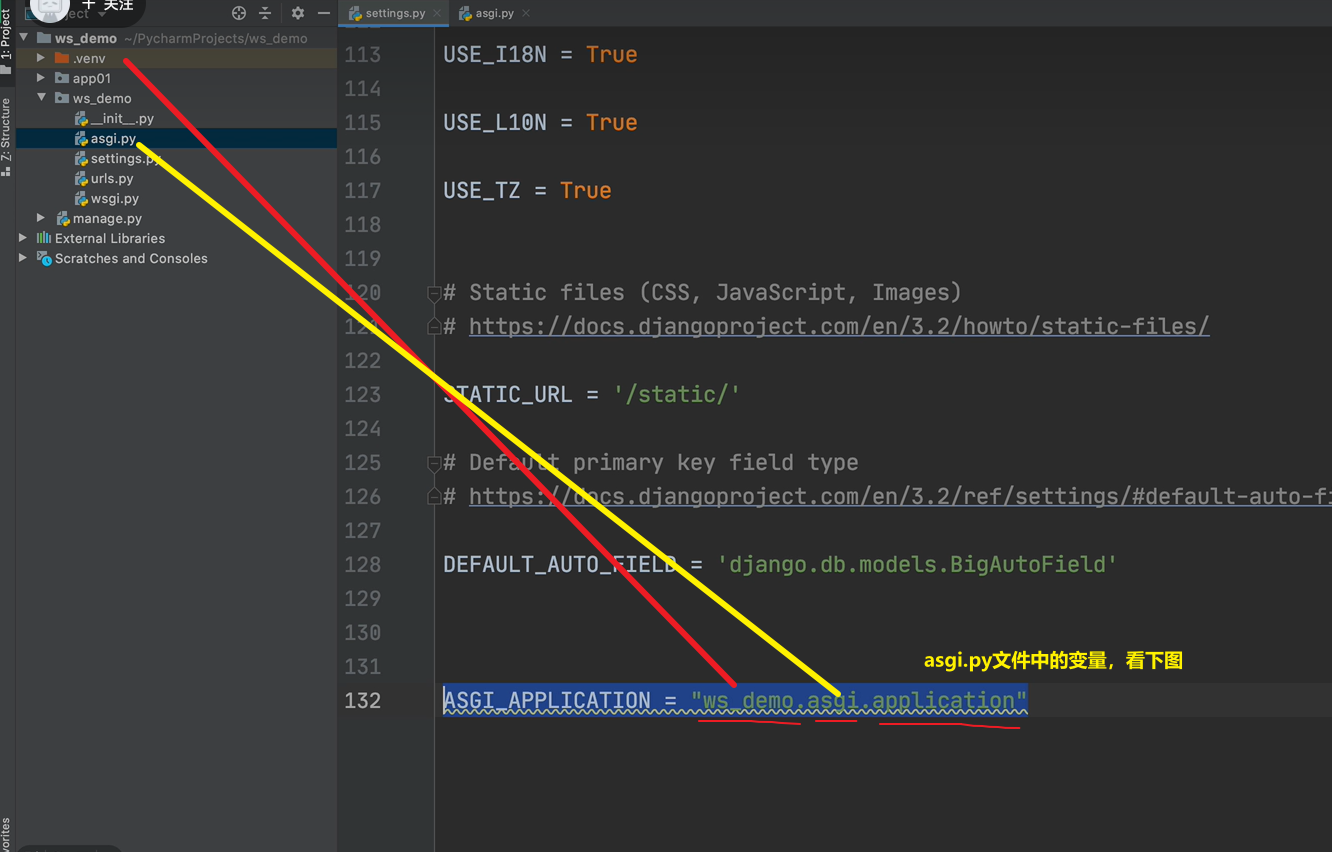 + 关注
settings.py
asgi.py
1: Project
Z: Structure
ws_demo ~/PycharmProjects/ws_demo
.venv
app01
ws_demo
__init__.py
asgi.py
settings.py
urls.py
wsgi.py
manage.py
External Libraries
Scratches and Consoles
113 USE_I18N = True
114
115 USE_L10N = True
116
117 USE_TZ = True
118
119
120 # Static files (CSS, JavaScript, Images)
121 # https://docs.djangoproject.com/en/3.2/howto/static-files/
122
123 STATIC_URL = '/static/'
124
125 # Default primary key field type
126 # https://docs.djangoproject.com/en/3.2/ref/settings/#default-auto-fi
127
128 DEFAULT_AUTO_FIELD = 'django.db.models.BigAutoField'
129
130
131
asgi.py文件中的变量，看下图
132 ASGI_APPLICATION = "ws_demo.asgi.application"